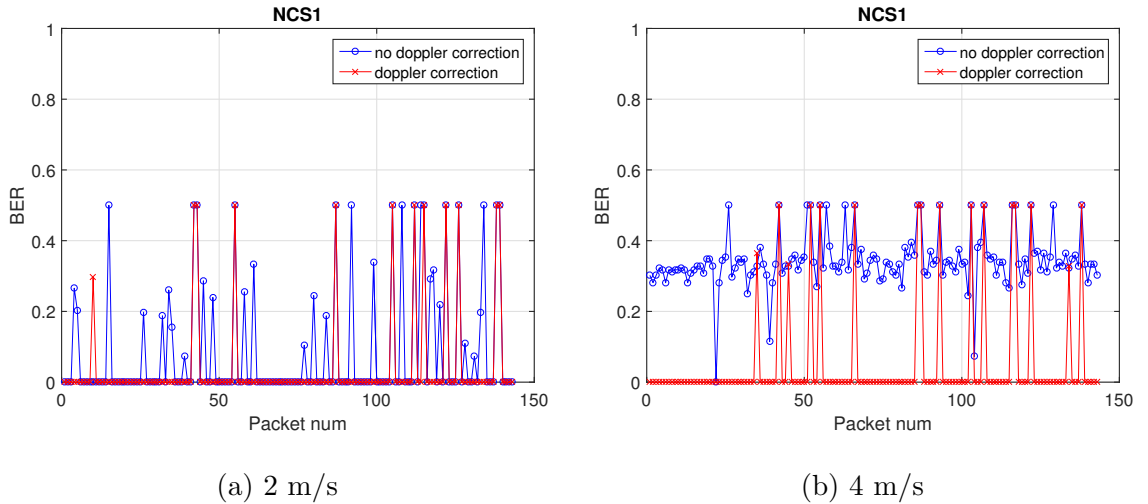 NCS1
1
0.8
0.6
0.4
0.2
0
BER
no doppler correction
doppler correction
0 50 100 150
Packet num
(a) 2 m/s
NCS1
1
0.8
0.6
0.4
0.2
0
BER
no doppler correction
doppler correction
0 50 100 150
Packet num
(b) 4 m/s